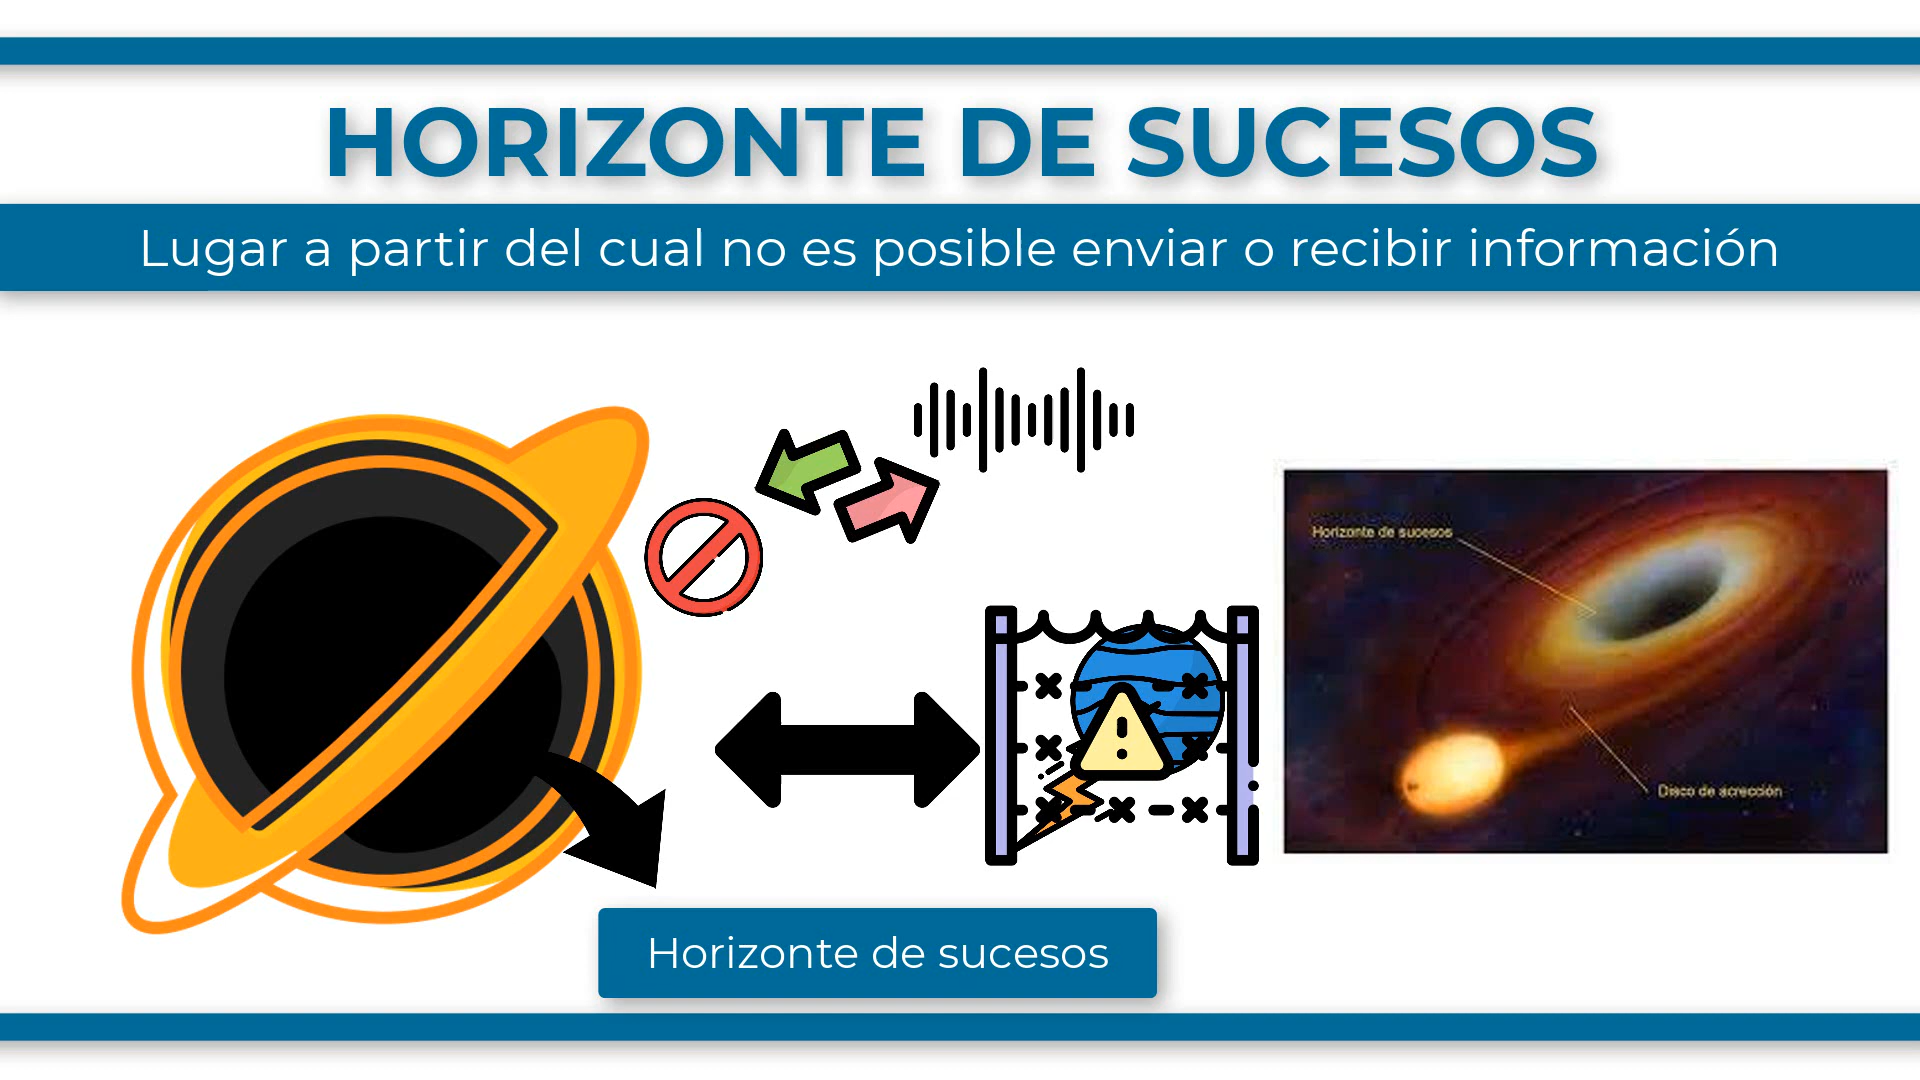 HORIZONTE DE SUCESOS
Lugar a partir del cual no es posible enviar o recibir información
Horizonte de sucesos
Disco de acrección
Horizonte de sucesos